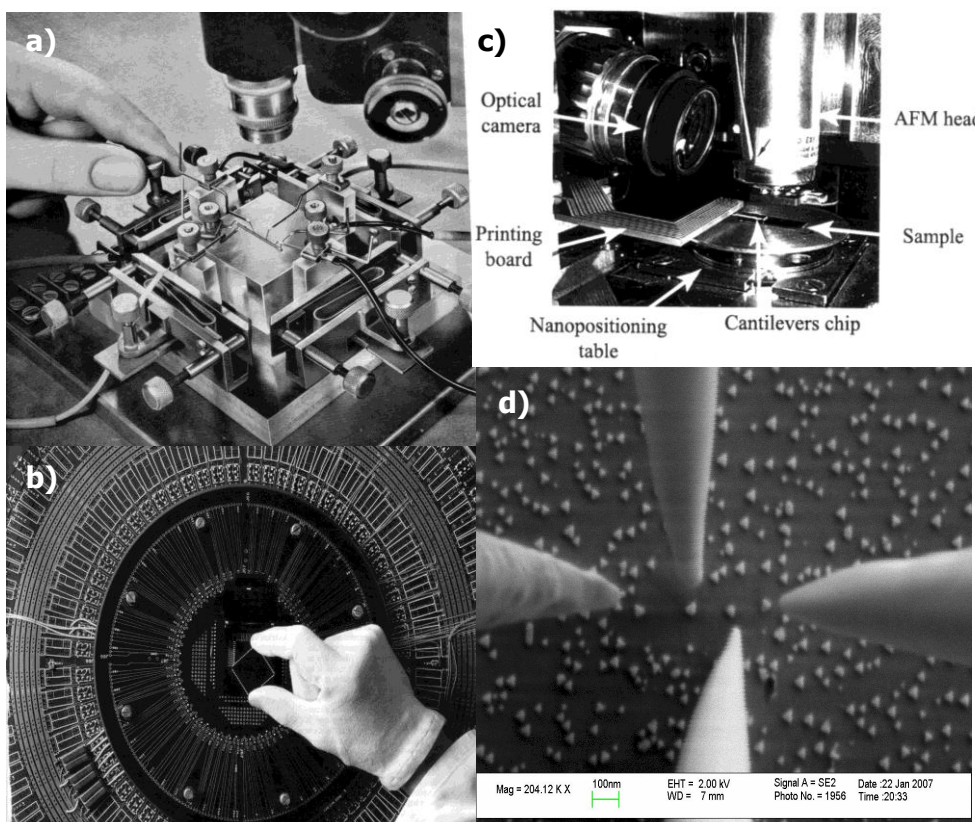 a)
c)
Optical
camera
AFM head
Printing
board
Sample
Nanopositioning
table
Cantilevers chip
b)
d)
Mag = 204.12 K X
100nm
EHT = 2.00 kV
WD = 7 mm
Signal A = SE2
Photo No. = 1956
Date :22 Jan 2007
Time :20:33